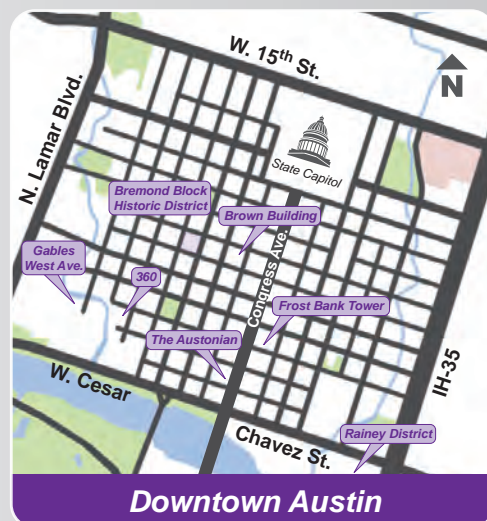 W. 15th St.
N
N. Lamar Blvd.
State Capitol
Bremond Block
Historic District
Brown Building
Congress Ave.
Gables
West Ave.
360
Frost Bank Tower
The Austonian
IH-35
W. Cesar
Chavez St.
Rainey District
Downtown Austin